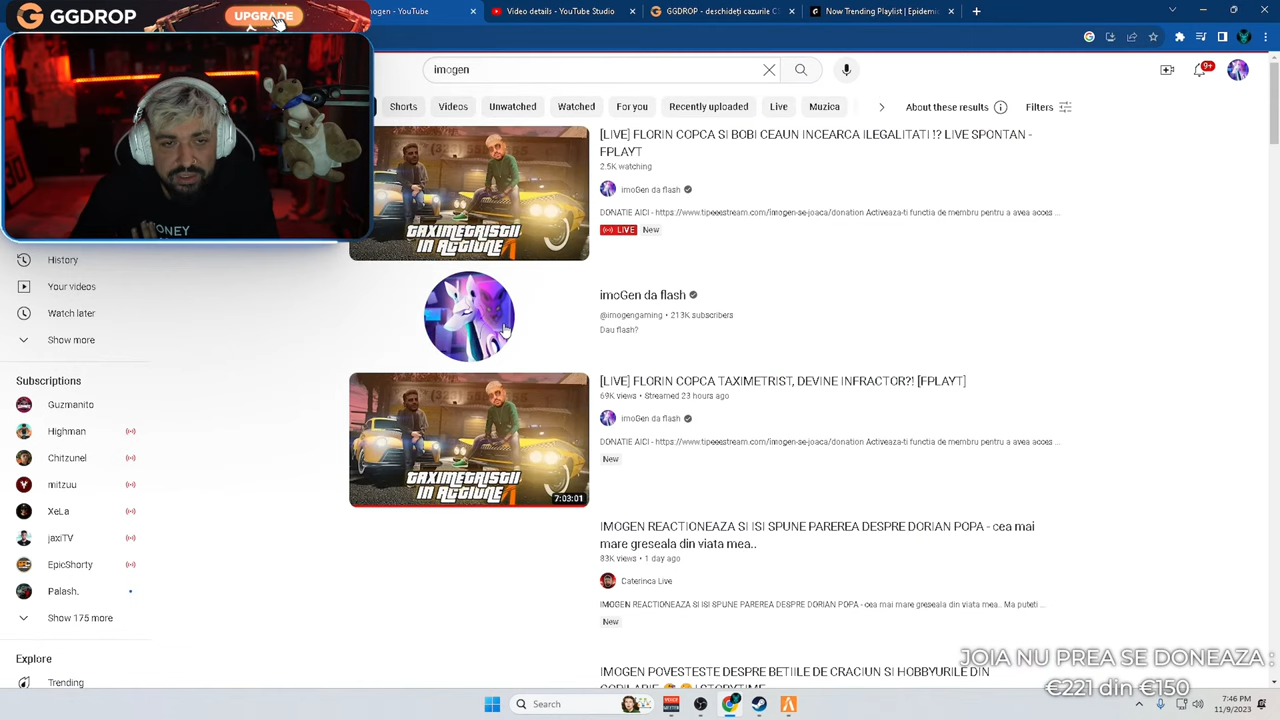 GGDROP
UPGRADE
mogen - YouTube
Video details - YouTube Studio
GGDROP - deschideti cazurile
Now Trending Playlist | Epidem
imogen
9+
Shorts
Videos
Unwatched
Watched
For you
Recently uploaded
Live
Muzica
About these results
Filters
ONEY
[LIVE] FLORIN COPCA SI BOBI CEAUN INCEARCA ILEGALITATI !? LIVE SPONTAN -
FPLAYT
2.5K watching
imoGen da flash
DONATIE AICI - https://www.tipeeestream.com/imogen-se-joaca/donation Activeaza-ti functia de membru pentru a avea acces ...
LIVE
New
TAXIMETRISTII
IN ACTIUNE
History
Your videos
Watch later
Show more
imoGen da flash
@imogengaming • 213K subscribers
Dau flash?
Subscriptions
Guzmanito
Highman
Chitzunel
mitzuu
XeLa
jaxiTV
EpicShorty
Palash.
Show 175 more
Explore
Trending
[LIVE] FLORIN COPCA TAXIMETRIST, DEVINE INFRACTOR?! [FPLAYT]
69K views • Streamed 23 hours ago
imoGen da flash
DONATIE AICI - https://www.tipeeestream.com/imogen-se-joaca/donation Activeaza-ti functia de membru pentru a avea acces ...
New
TAXIMETRISTII
IN ACTIUNE
7:03:01
IMOGEN REACTIONEAZA SI ISI SPUNE PAREREA DESPRE DORIAN POPA - cea mai
mare greseala din viata mea..
83K views • 1 day ago
Caterinca Live
IMOGEN REACTIONEAZA SI ISI SPUNE PAREREA DESPRE DORIAN POPA - cea mai mare greseala din viata mea.. Ma puteti ...
New
IMOGEN POVESTESTE DESPRE BETIILE DE CRACIUN SI HOBBYURILE DIN
COPILARIE | STORYTIME
JOIA NU PREA SE DONEAZA :
€221 din €150
Search
7:46 PM
11/9/2023